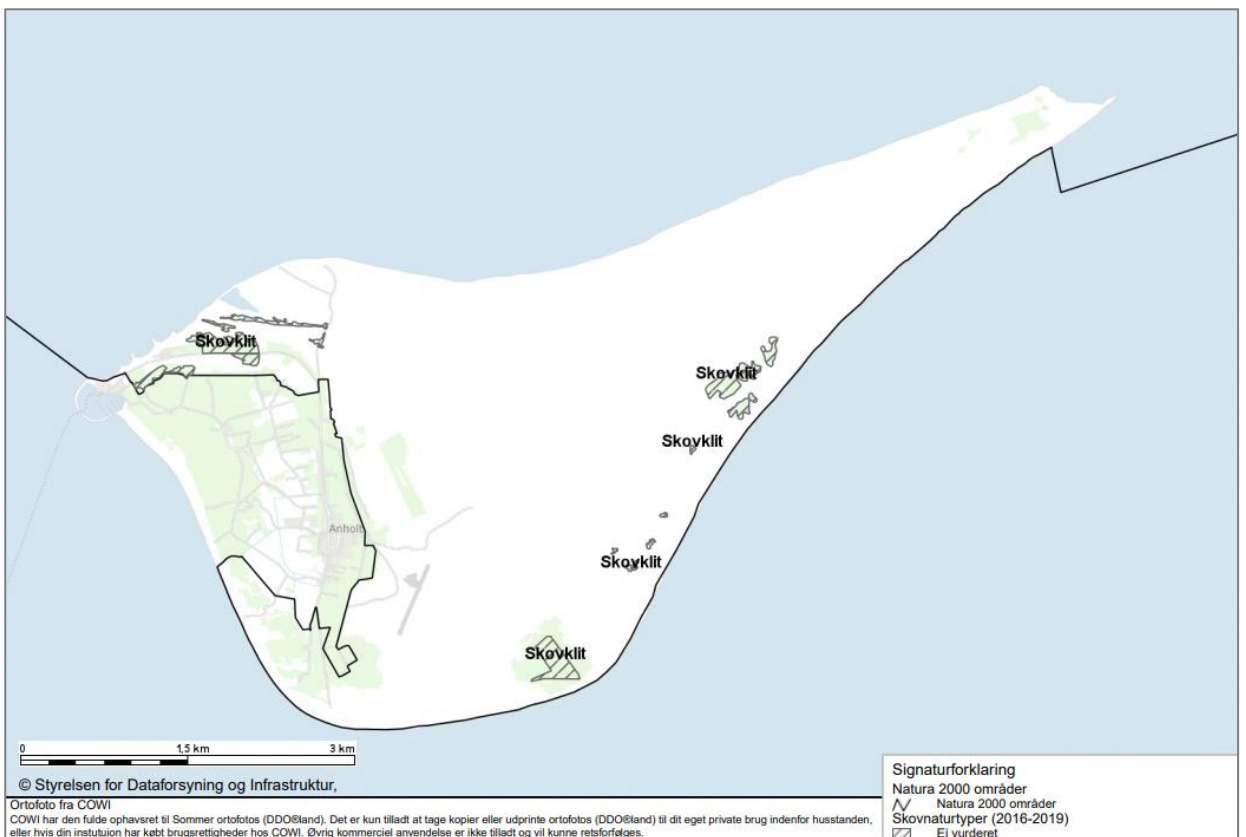 Skovklit
Skovklit
Skovklit
Anholt
Skovklit
Skovklit
0 1,5 km 3 km
© Styrelsen for Dataforsyning og Infrastruktur,
Ortofoto fra COWI
COWI har den fulde ophavsret til Sommer ortofotos (DDO®land). Det er kun tilladt at tage kopier eller udprinte ortofotos (DDO®land) til dit eget private brug indenfor husstanden,
eller hvis din instutuion har købt brugsrettigheder hos COWI. Øvrig kommerciel anvendelse er ikke tilladt og vil kunne retsforfølges.
Signaturforklaring
Natura 2000 områder
Natura 2000 områder
Skovnaturtyper (2016-2019)
Ej vurderet